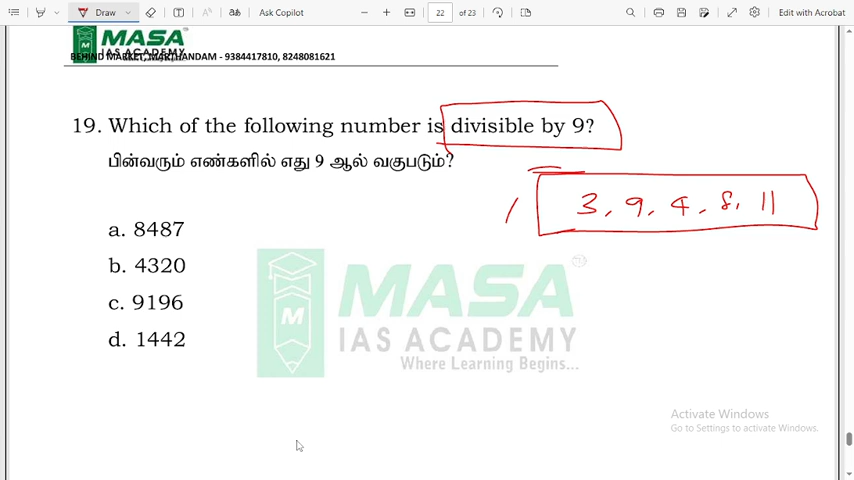 Draw
Ask Copilot
22 of 23
Edit with Acrobat
MASA
IAS ACADEMY
BEHIND MARKET, MARTHANDAM - 9384417810, 8248081621
19. Which of the following number is divisible by 9?
பின்வரும் எண்களில் எது 9 ஆல் வகுபடும்?
3, 9, 4, 8, 11
a. 8487
b. 4320
c. 9196
d. 1442
M MASA
IAS ACADEMY
Where Learning Begins...
Activate Windows
Go to Settings to activate Windows.